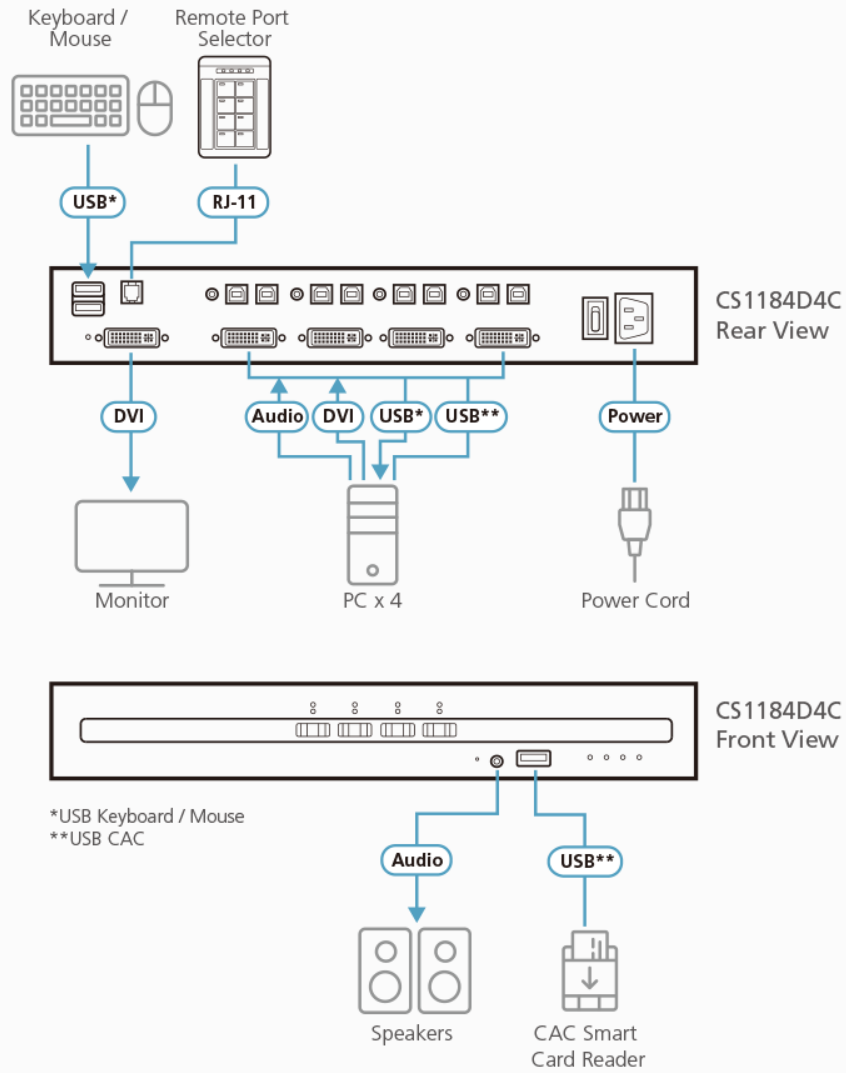 Keyboard /
Mouse
Remote Port
Selector
USB*
RJ-11
CS1184D4C
Rear View
DVI
Audio
DVI
USB*
USB**
Power
Monitor
PC x 4
Power Cord
CS1184D4C
Front View
*USB Keyboard / Mouse
**USB CAC
Audio
USB**
Speakers
CAC Smart
Card Reader